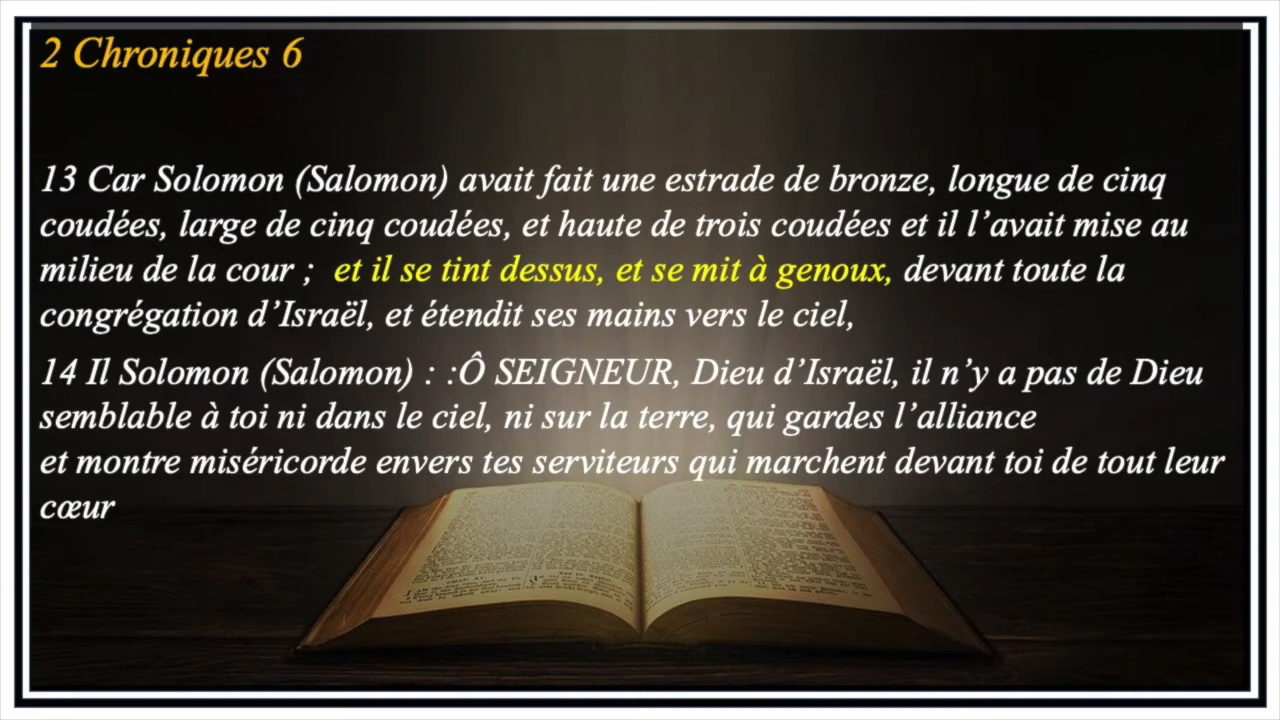 2 Chroniques 6
13 Car Solomon (Salomon) avait fait une estrade de bronze, longue de cinq
coudées, large de cinq coudées, et haute de trois coudées et il l’avait mise au
milieu de la cour ;  et il se tint dessus, et se mit à genoux, devant toute la
congrégation d’Israël, et étendit ses mains vers le ciel,
14 Il Solomon (Salomon) : :Ô SEIGNEUR, Dieu d’Israël, il n’y a pas de Dieu
semblable à toi ni dans le ciel, ni sur la terre, qui gardes l’alliance
et montre miséricorde envers tes serviteurs qui marchent devant toi de tout leur
cœur